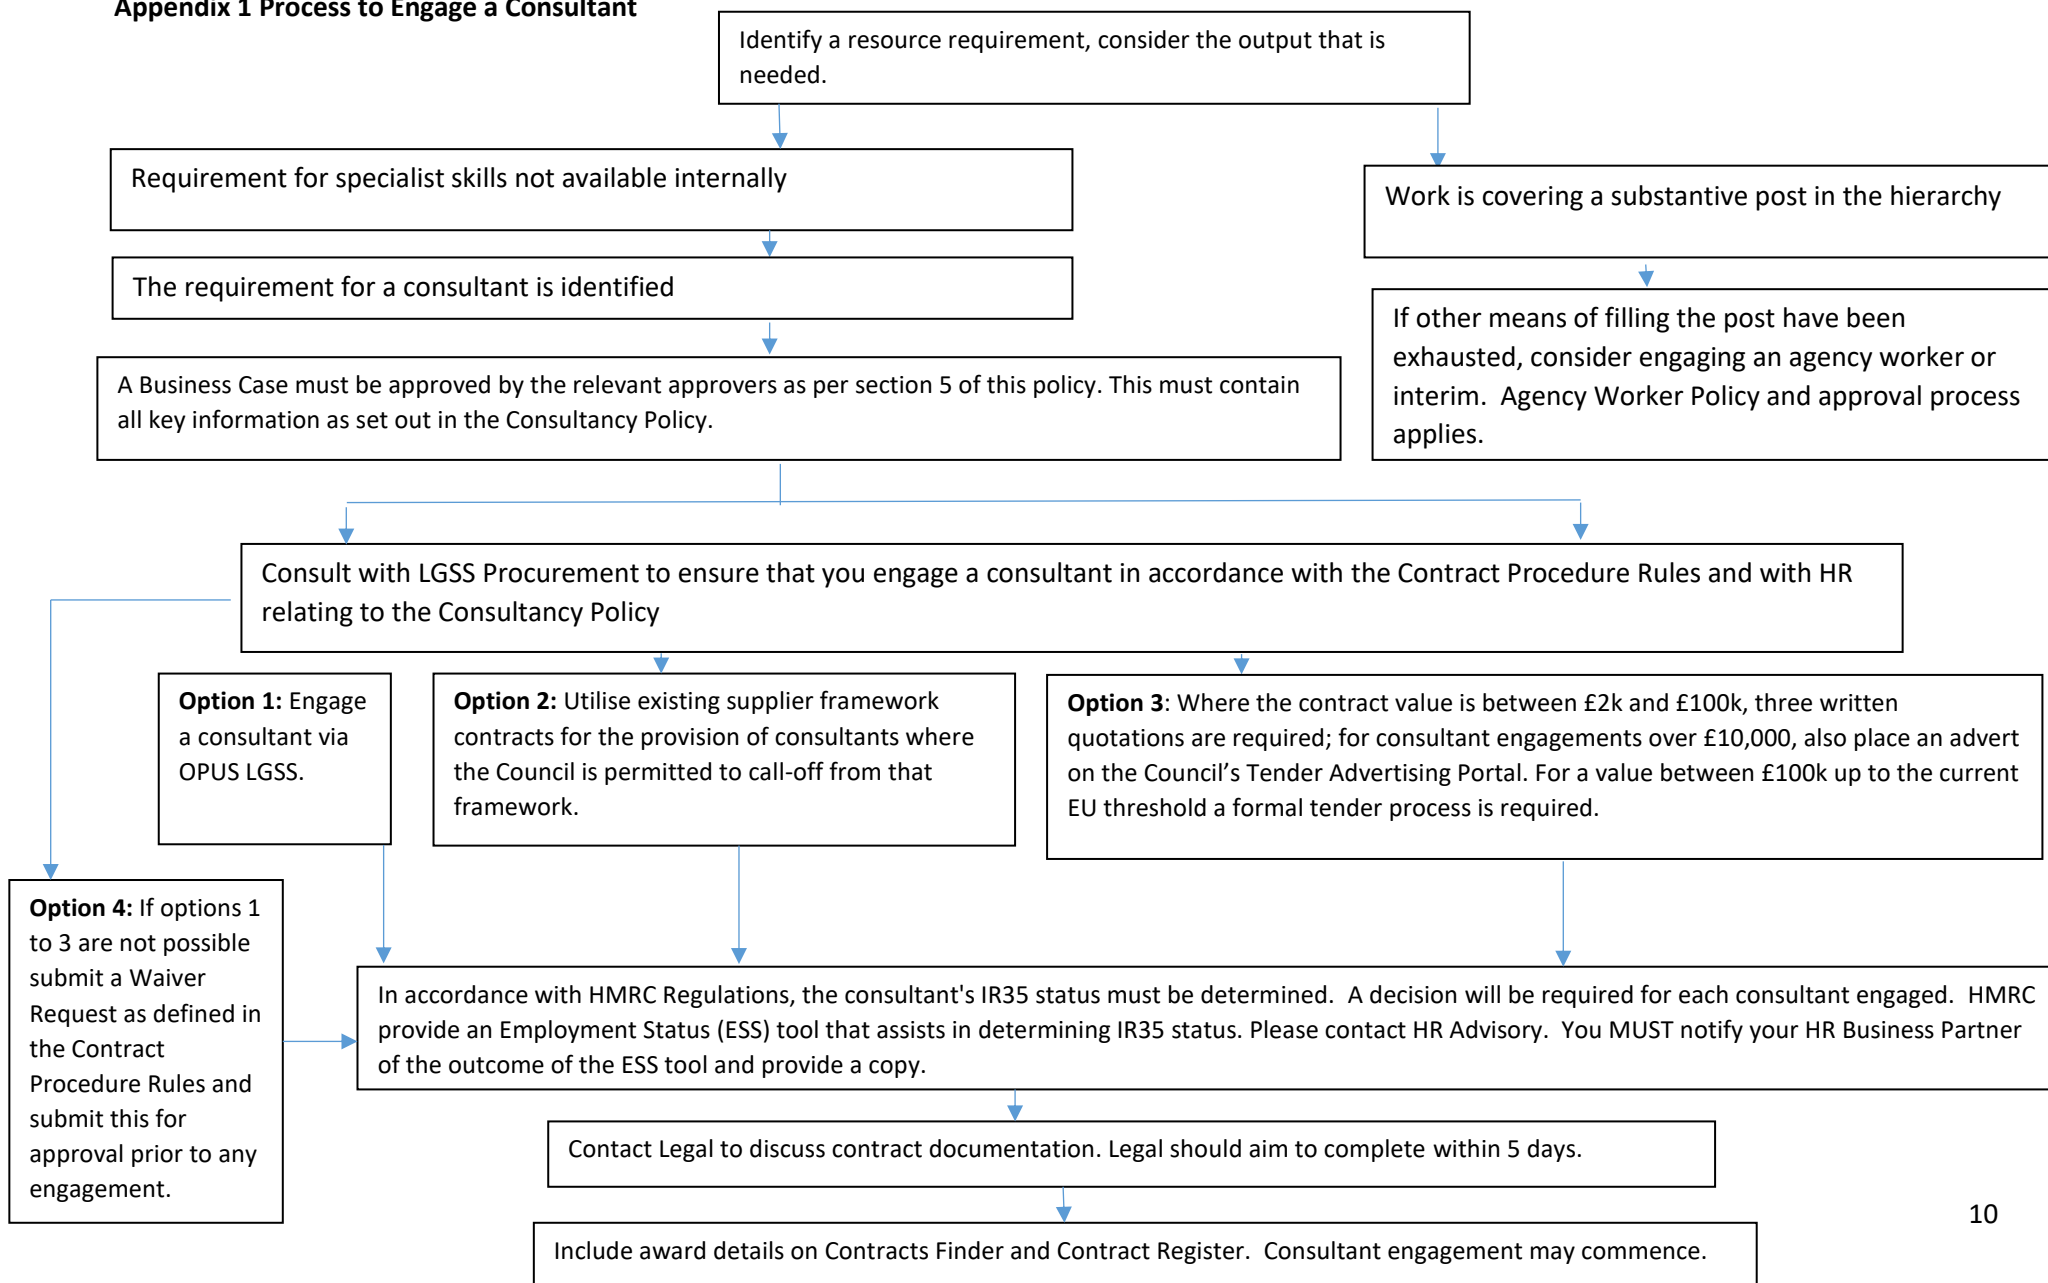 Appendix 1 Process to Engage a Consultant
Identify a resource requirement, consider the output that is
needed.
Requirement for specialist skills not available internally
Work is covering a substantive post in the hierarchy
The requirement for a consultant is identified
If other means of filling the post have been
exhausted, consider engaging an agency worker or
interim.  Agency Worker Policy and approval process
applies.
A Business Case must be approved by the relevant approvers as per section 5 of this policy. This must contain
all key information as set out in the Consultancy Policy.
Consult with LGSS Procurement to ensure that you engage a consultant in accordance with the Contract Procedure Rules and with HR
relating to the Consultancy Policy
Option 1: Engage
a consultant via
OPUS LGSS.
Option 2: Utilise existing supplier framework
contracts for the provision of consultants where
the Council is permitted to call-off from that
framework.
Option 3: Where the contract value is between £2k and £100k, three written
quotations are required; for consultant engagements over £10,000, also place an advert
on the Council’s Tender Advertising Portal. For a value between £100k up to the current
EU threshold a formal tender process is required.
Option 4: If options 1
to 3 are not possible
submit a Waiver
Request as defined in
the Contract
Procedure Rules and
submit this for
approval prior to any
engagement.
In accordance with HMRC Regulations, the consultant's IR35 status must be determined.  A decision will be required for each consultant engaged.  HMRC
provide an Employment Status (ESS) tool that assists in determining IR35 status. Please contact HR Advisory.  You MUST notify your HR Business Partner
of the outcome of the ESS tool and provide a copy.
Contact Legal to discuss contract documentation. Legal should aim to complete within 5 days.
Include award details on Contracts Finder and Contract Register.  Consultant engagement may commence.
10